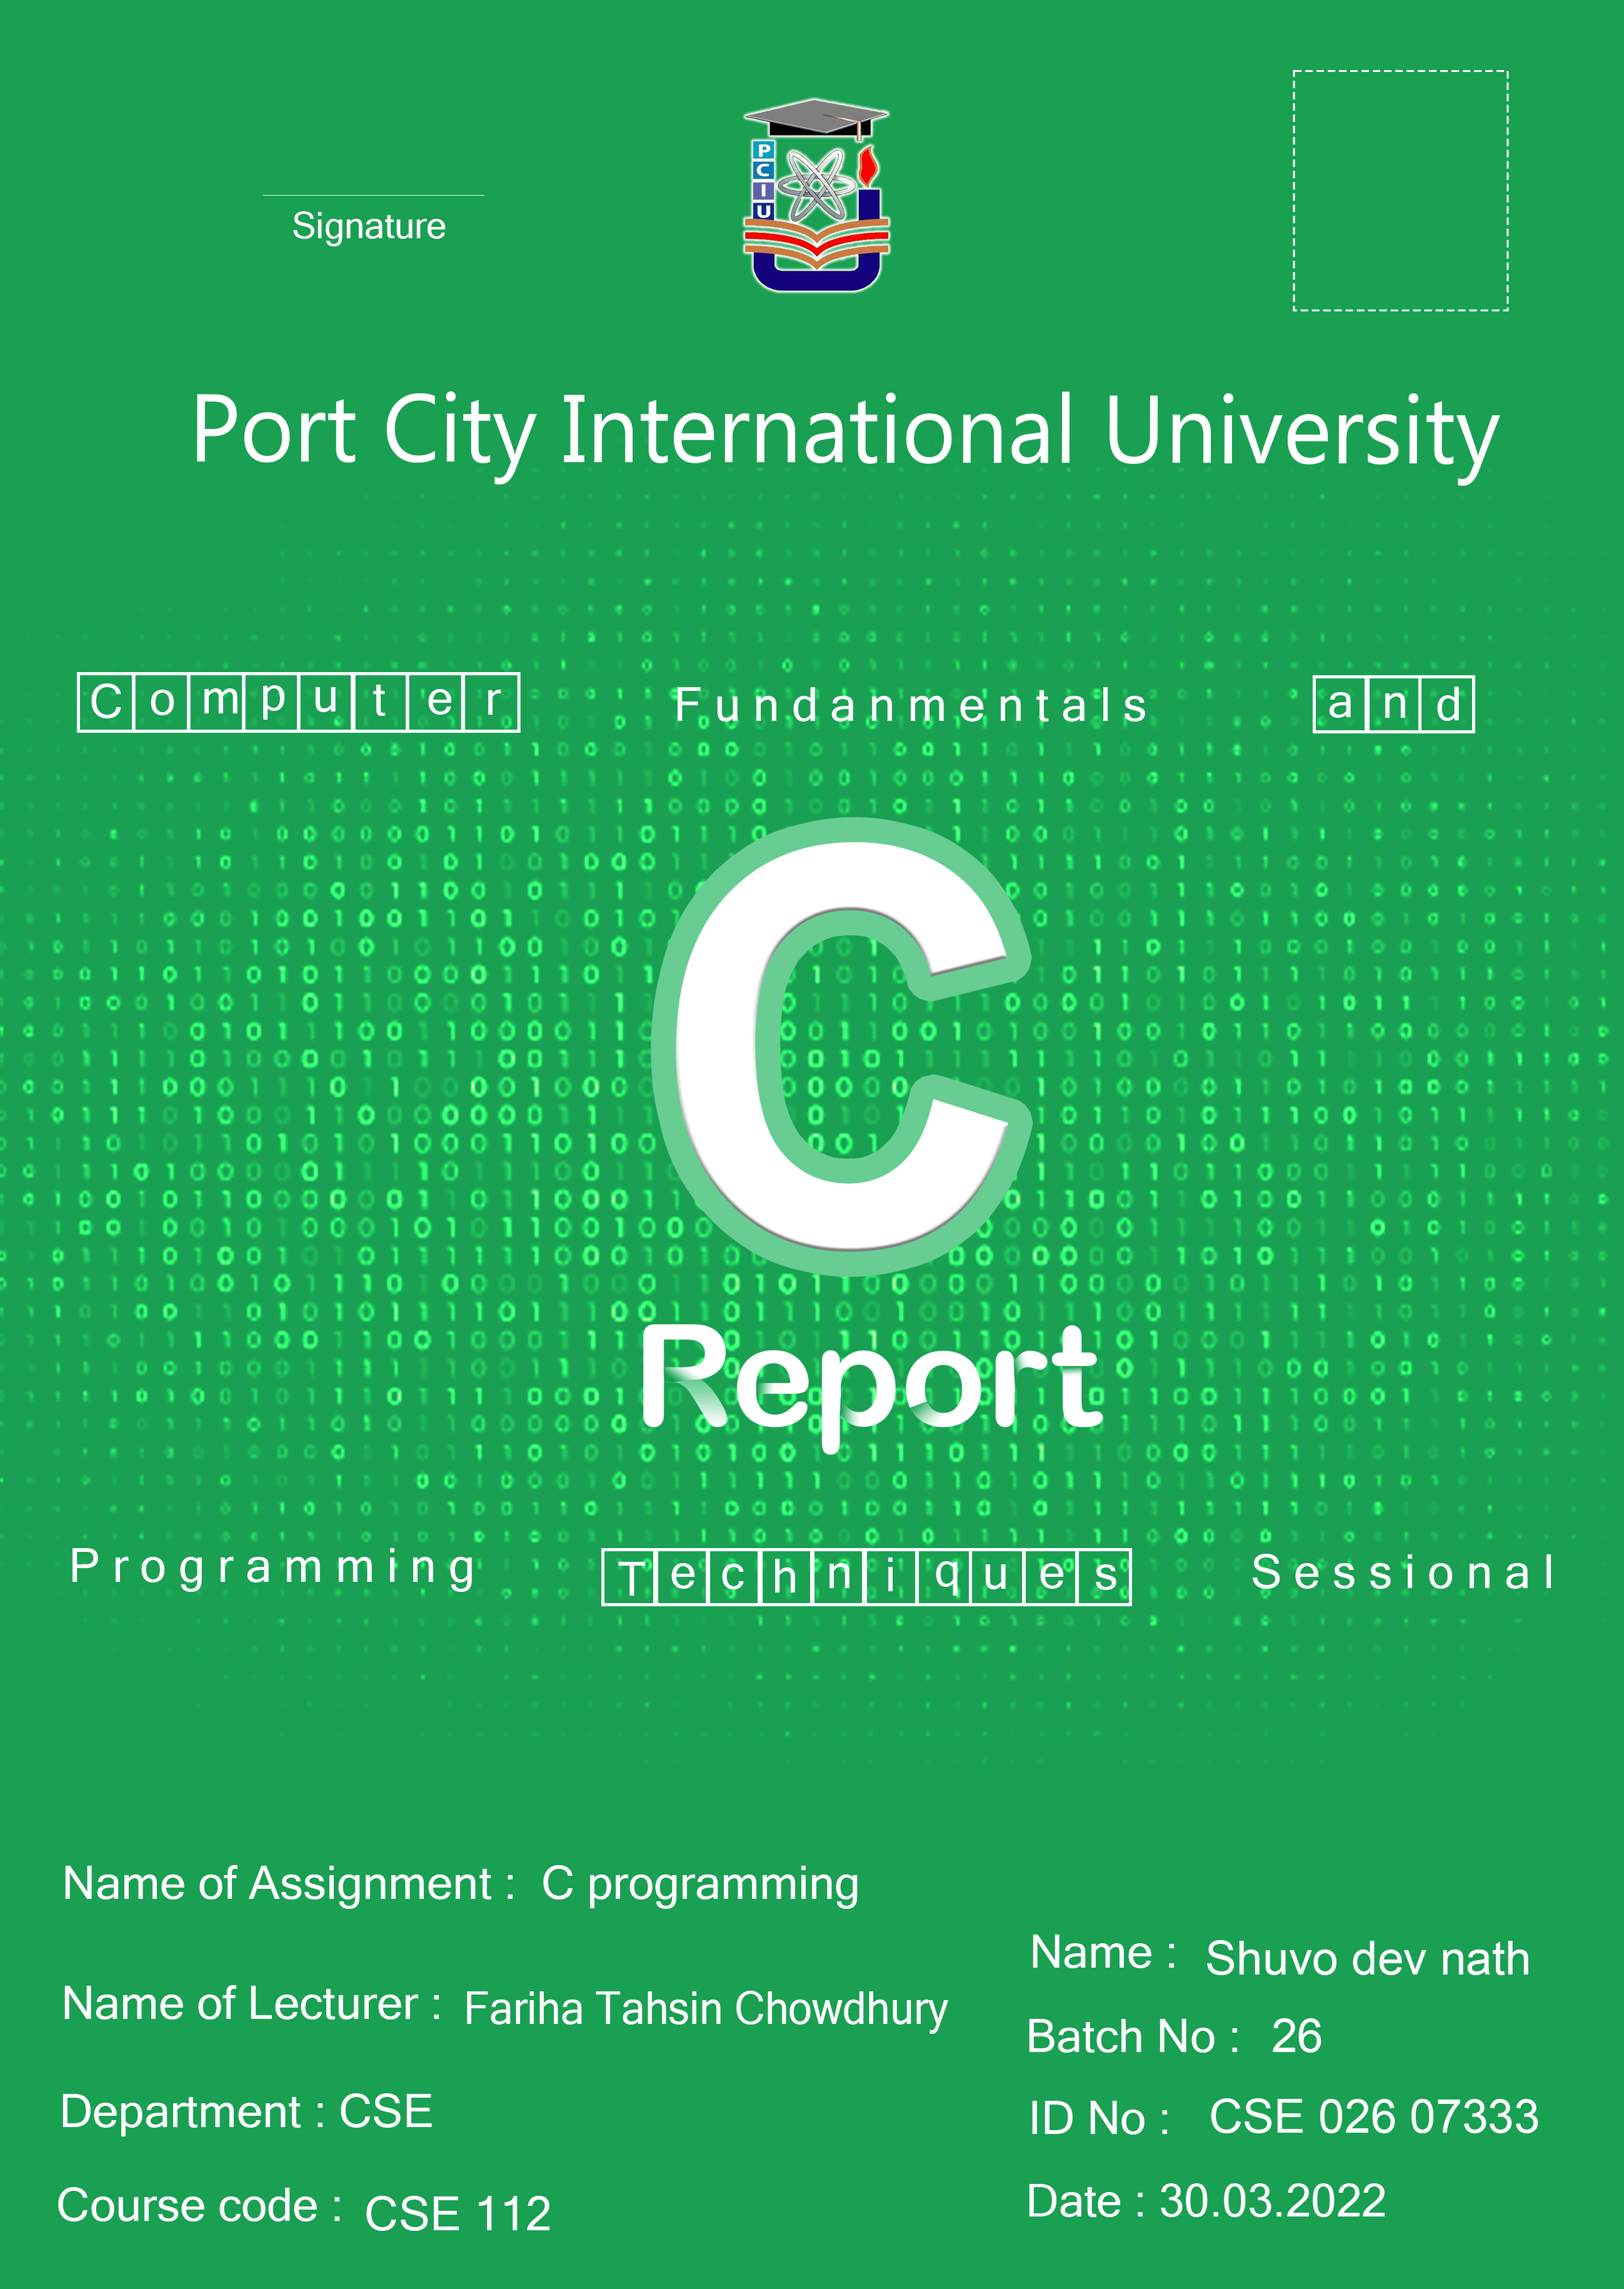 PCIU
Signature
Port City International University
Computer Fundanmentals and
C
Report
Programming Techniques Sessional
Name of Assignment : C programming
Name : Shuvo dev nath
Name of Lecturer : Fariha Tahsin Chowdhury
Batch No : 26
Department : CSE
ID No : CSE 026 07333
Course code : CSE 112
Date : 30.03.2022